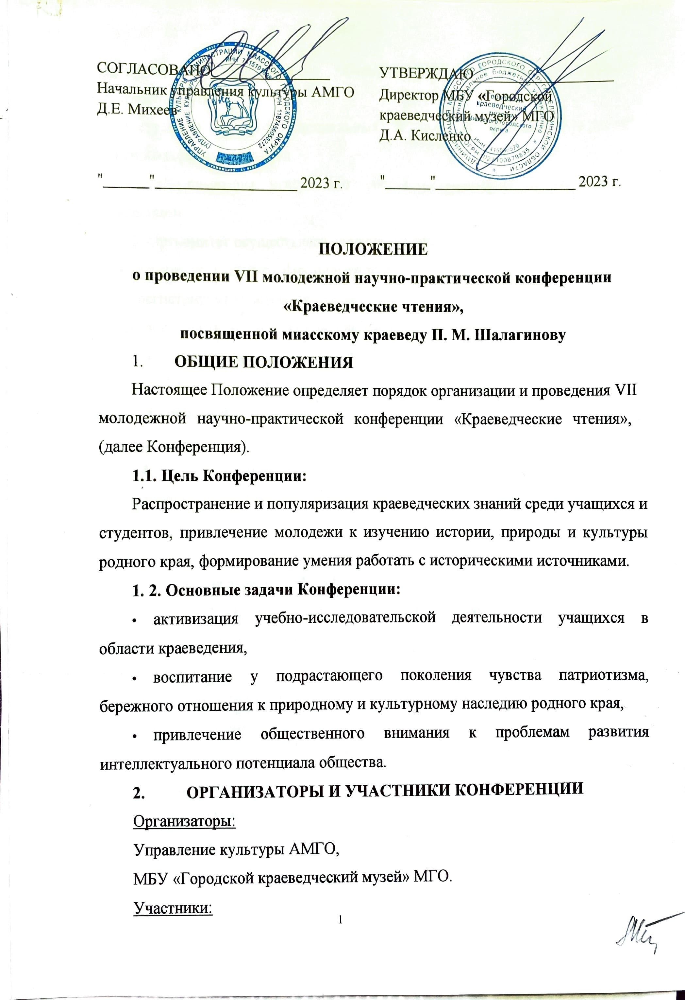 СОГЛАСОВАНО
Начальник управления культуры АМГО
Д.Е. Михеев
"______"__________________ 2023 г.
УТВЕРЖДАЮ__________________
Директор МБУ «Городской
краеведческий музей» МГО
Д.А. Кисленко
"______"__________________ 2023 г.
ПОЛОЖЕНИЕ
о проведении VII молодежной научно-практической конференции
«Краеведческие чтения»,
посвященной миасскому краеведу П. М. Шалагинову
1. ОБЩИЕ ПОЛОЖЕНИЯ
Настоящее Положение определяет порядок организации и проведения VII
молодежной научно-практической конференции «Краеведческие чтения»,
(далее Конференция).
1.1. Цель Конференции:
Распространение и популяризация краеведческих знаний среди учащихся и
студентов, привлечение молодежи к изучению истории, природы и культуры
родного края, формирование умения работать с историческими источниками.
1. 2. Основные задачи Конференции:
• активизация учебно-исследовательской деятельности учащихся в
области краеведения,
• воспитание у подрастающего поколения чувства патриотизма,
бережного отношения к природному и культурному наследию родного края,
• привлечение общественного внимания к проблемам развития
интеллектуального потенциала общества.
2. ОРГАНИЗАТОРЫ И УЧАСТНИКИ КОНФЕРЕНЦИИ
Организаторы:
Управление культуры АМГО,
МБУ «Городской краеведческий музей» МГО.
Участники:
1